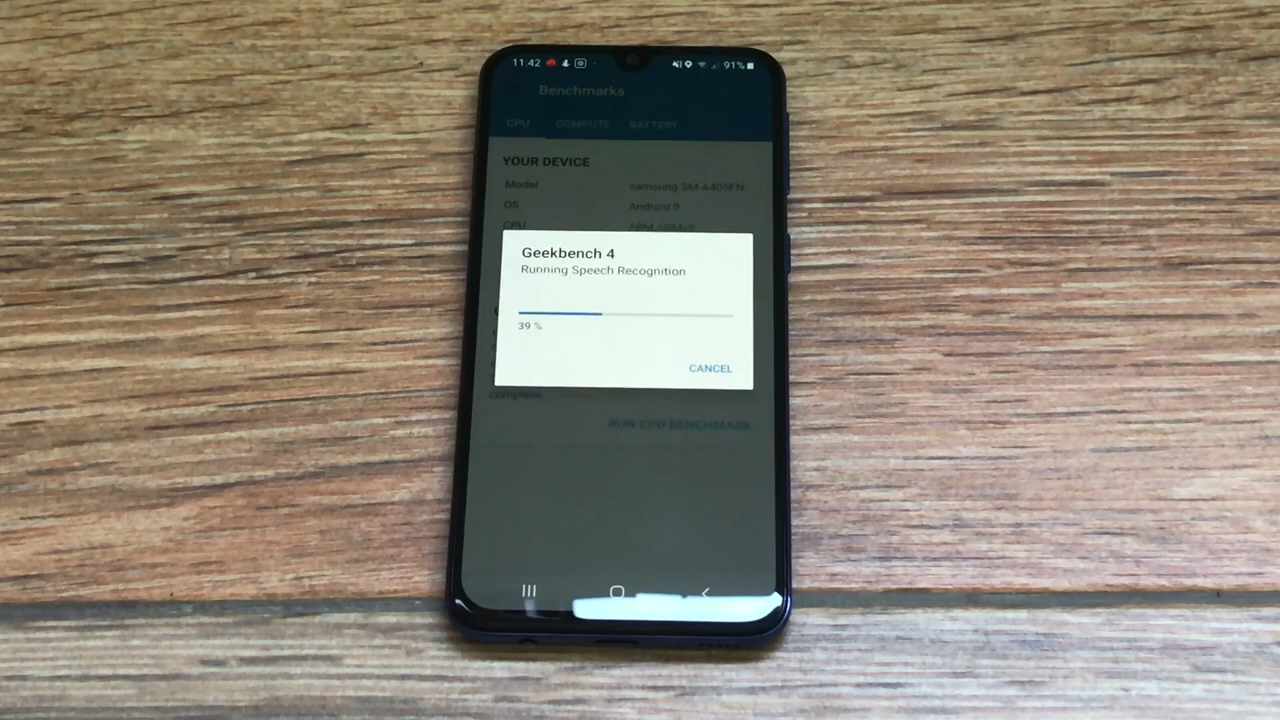 11:42 91%
Benchmarks
CPU COMPUTE BATTERY
YOUR DEVICE
Model samsung SM-A405FN
OS Android 9
CPU
Geekbench 4
Running Speech Recognition
39 %
CANCEL
complete
RUN CPU BENCHMARK